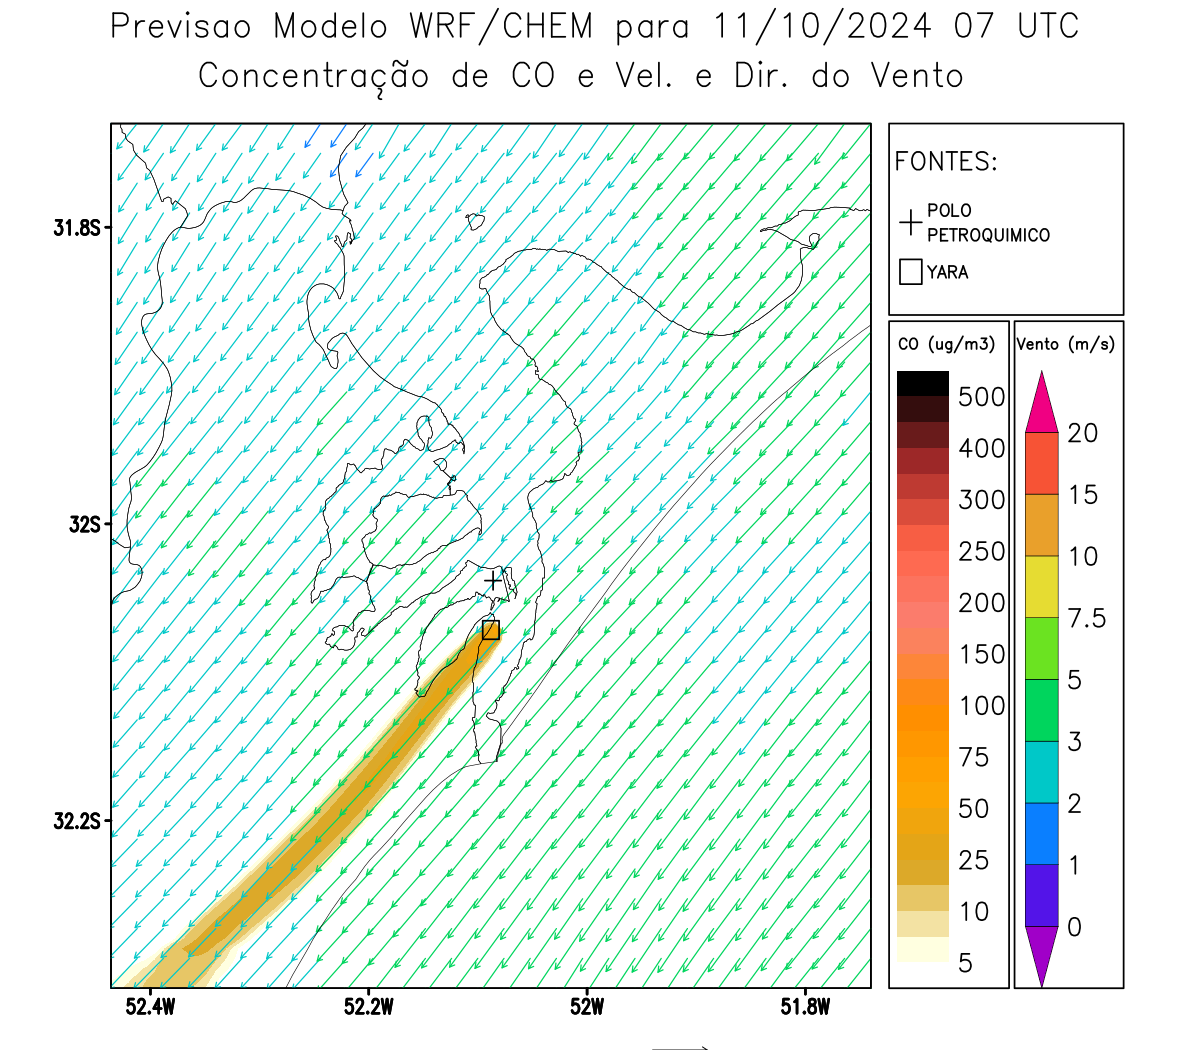 Previsao Modelo WRF/CHEM para 11/10/2024 07 UTC
Concentração de CO e Vel. e Dir. do Vento
FONTES:
POLO
PETROQUIMICO
YARA
CO (ug/m3)
500
400
300
250
200
150
100
75
50
25
10
5
Vento (m/s)
20
15
10
7.5
5
3
2
1
0
31.8S
32S
32.2S
52.4W
52.2W
52W
51.8W